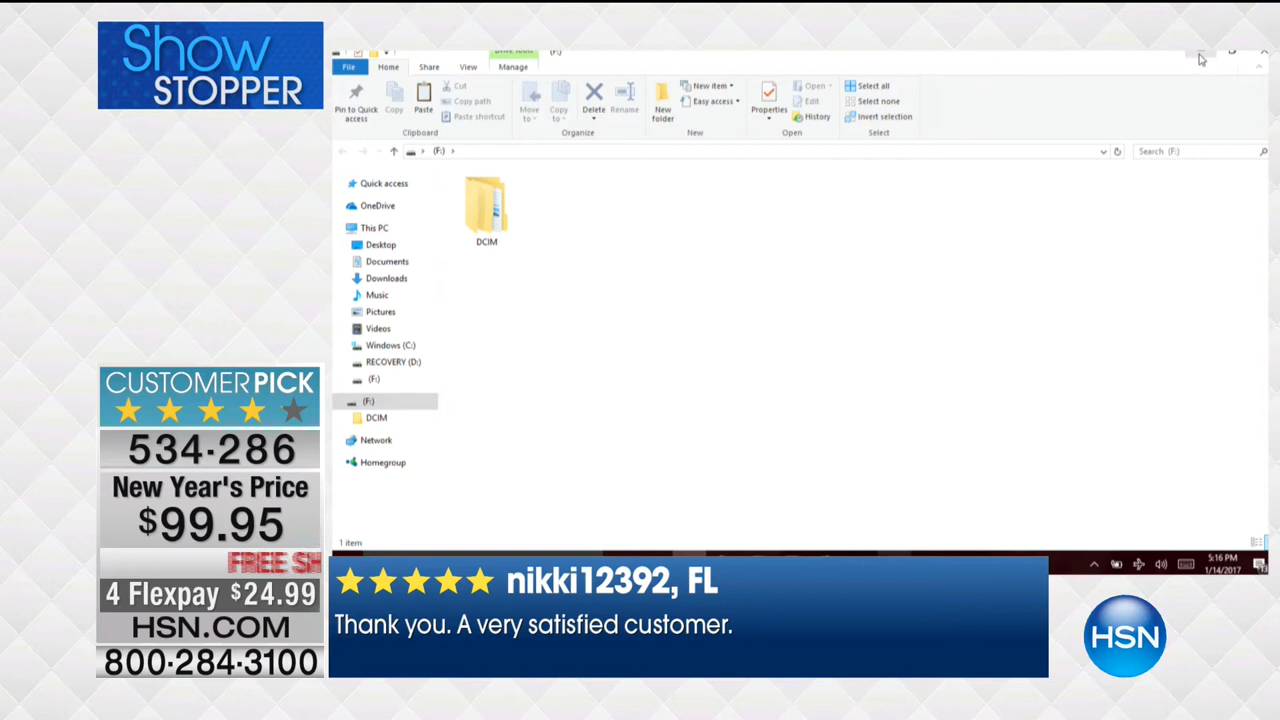 Show
STOPPER
Drive Tools
(F:)
File
Home
Share
View
Manage
Pin to Quick
access
Copy
Paste
Cut
Copy path
Paste shortcut
Move
to
Copy
to
Delete
Rename
New
folder
New item
Easy access
Properties
Open
Edit
History
Select all
Select none
Invert selection
Clipboard
Organize
New
Open
Select
(F:)
Search (F:)
Quick access
OneDrive
This PC
Desktop
Documents
Downloads
Music
Pictures
Videos
Windows (C:)
RECOVERY (D:)
(F:)
(F:)
DCIM
Network
Homegroup
DCIM
1 item
5:16 PM
1/14/2017
CUSTOMER PICK
534·286
New Year's Price
$99.95
FREE SH
4 Flexpay $24.99
HSN.COM
800·284·3100
nikki12392, FL
Thank you. A very satisfied customer.
HSN